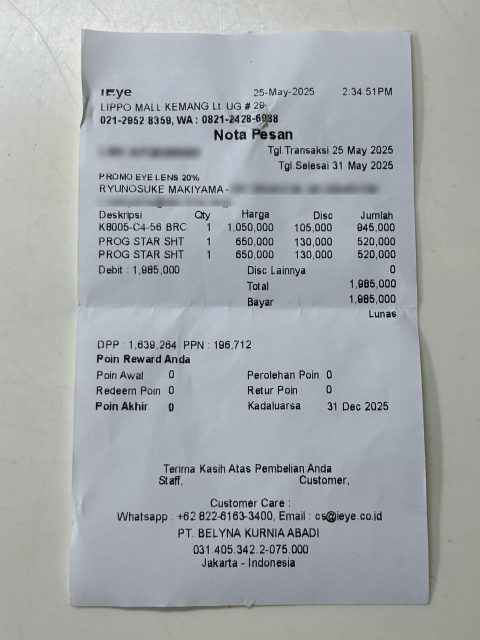 iEye 25-May-2025 2:34:51PM
LIPPO MALL KEMANG Lt. UG # 29
021-2952 8359, WA : 0821-2428-6988
Nota Pesan
Tgl.Transaksi 25 May 2025
Tgl.Selesai 31 May 2025
PROMO EYE LENS 20%
RYUNOSUKE MAKIYAMA -
Deskripsi Qty Harga Disc Jumlah
K6005-C4-56 BRC 1 1,050,000 105,000 945,000
PROG STAR SHT 1 650,000 130,000 520,000
PROG STAR SHT 1 650,000 130,000 520,000
Debit : 1,985,000 Disc Lainnya 0
Total 1,985,000
Bayar 1,985,000
Lunas
DPP : 1,639,264 PPN : 196,712
Poin Reward Anda
Poin Awal 0 Perolehan Poin 0
Redeem Poin 0 Retur Poin 0
Poin Akhir 0 Kadaluarsa 31 Dec 2025
Terima Kasih Atas Pembelian Anda
Staff, Customer,
Customer Care :
Whatsapp : +62 822-6163-3400, Email : cs@ieye.co.id
PT. BELYNA KURNIA ABADI
031.405.342.2-075.000
Jakarta - Indonesia